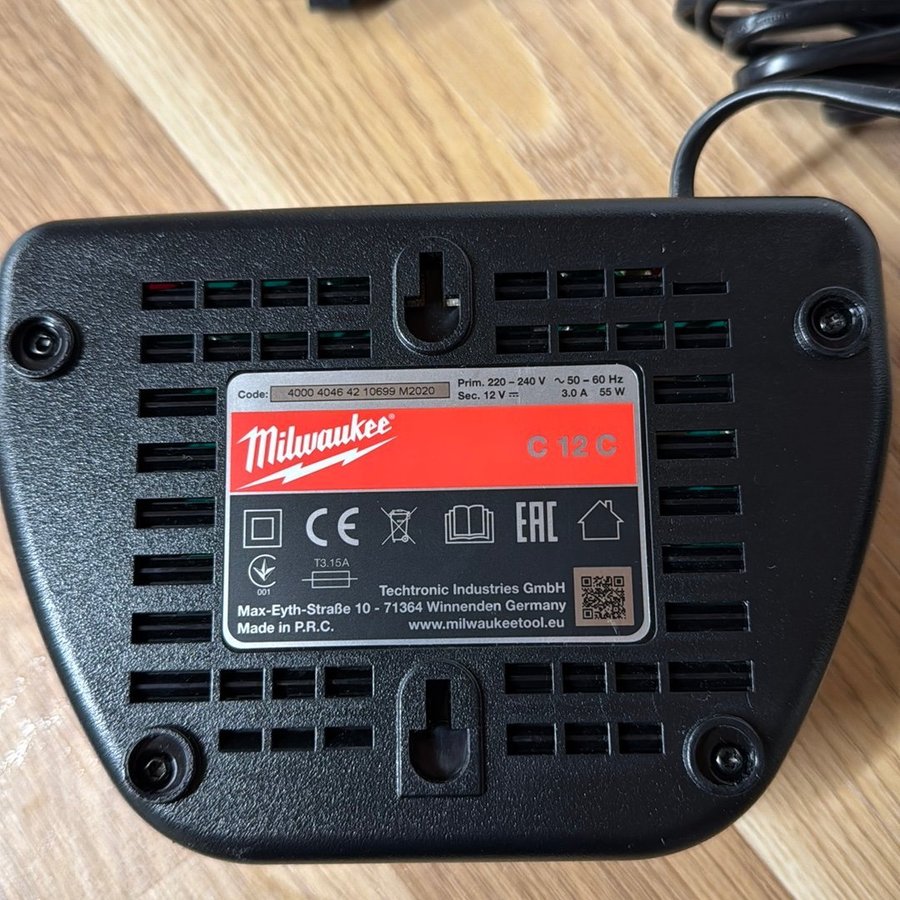 Code: 4000 4046 42 10699 M2020
Prim. 220 – 240 V ~ 50 – 60 Hz
Sec. 12 V ⎓ 3.0 A 55 W
Milwaukee®
C 12 C
CE
EAC
001
T3.15A
Techtronic Industries GmbH
Max-Eyth-Straße 10 - 71364 Winnenden Germany
Made in P.R.C. www.milwaukeetool.eu